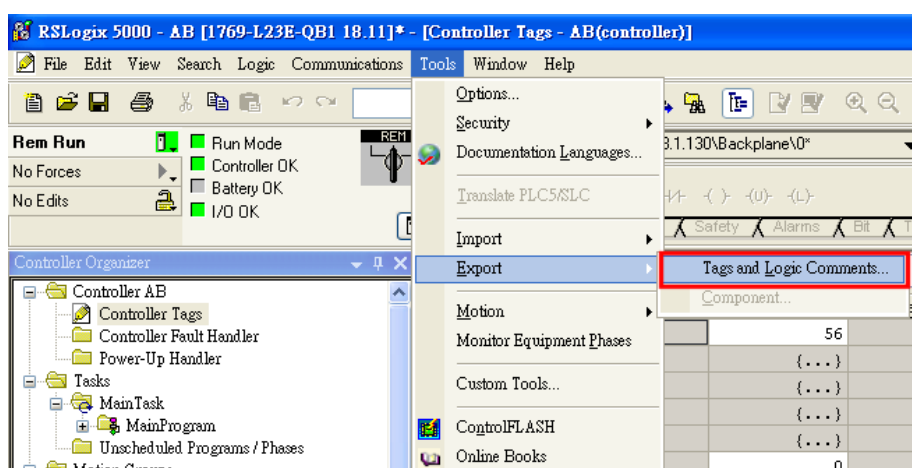 RSLogix 5000 - AB [1769-L23E-QB1 18.11]* - [Controller Tags - AB(controller)]
File Edit View Search Logic Communications Tools Window Help
Options...
Security
Documentation Languages...
Translate PLC5/SLC
Import
Export
Motion
Monitor Equipment Phases
Custom Tools...
ControlFLASH
Online Books
Tags and Logic Comments...
Component...
Rem Run
No Forces
No Edits
Run Mode
Controller OK
Battery OK
I/O OK
REM
3.1.130\Backplane\0*
-( )- -(U)- -(L)-
Safety Alarms Bit
Controller Organizer
Controller AB
Controller Tags
Controller Fault Handler
Power-Up Handler
Tasks
MainTask
MainProgram
Unscheduled Programs / Phases
56
{...}
{...}
{...}
{...}
0